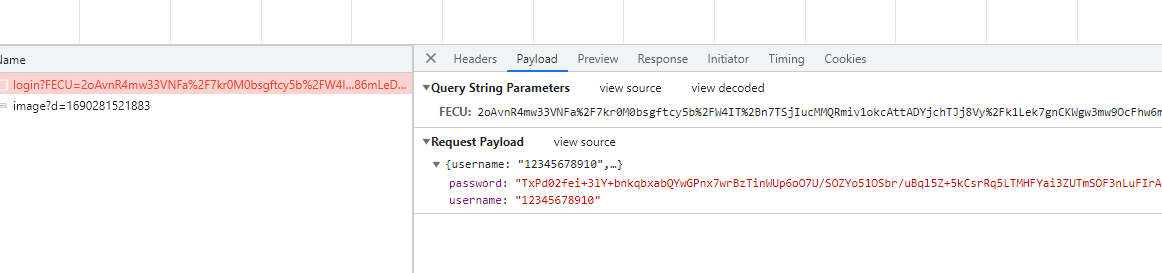 Name
Headers Payload Preview Response Initiator Timing Cookies
login?FECU=2oAvnR4mw33VNFa%2F7kr0M0bsgftcy5b%2FW4I...86mLeD...
image?d=1690281521883
Query String Parameters view source view decoded
FECU: 2oAvnR4mw33VNFa%2F7kr0M0bsgftcy5b%2FW4IT%2Bn7TSjIucMMQRmiv1okcAttADYjchTJj8Vy%2Fk1Lek7gnCKWgw3mw9OcFhw6m
Request Payload view source
{username: "12345678910",…}
password: "TxPd02fei+3lY+bnkqbxabQYwGPnx7wrBzTinWUp6oO7U/SOZYo51OSbr/uBql5Z+5kCsrRq5LTMHFYai3ZUTmSOF3nLuFIrA
username: "12345678910"